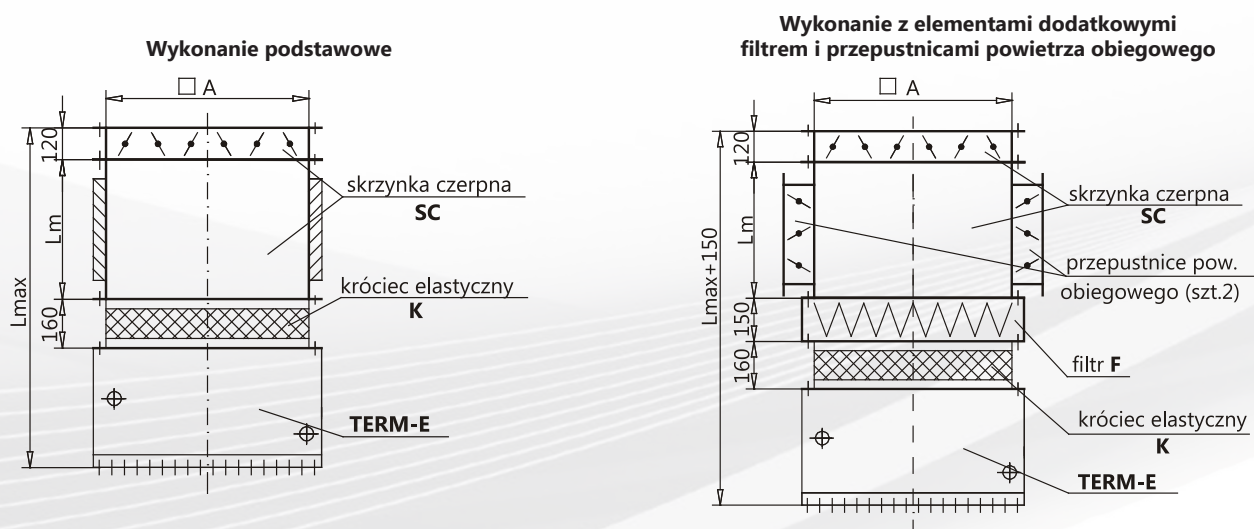 Wykonanie podstawowe
□ A
120
Lm
Lmax
160
skrzynka czerpna
SC
króciec elastyczny
K
TERM-E
Wykonanie z elementami dodatkowymi
filtrem i przepustnicami powietrza obiegowego
□ A
120
Lm
Lmax+150
150
160
skrzynka czerpna
SC
przepustnice pow.
obiegowego (szt.2)
filtr F
króciec elastyczny
K
TERM-E